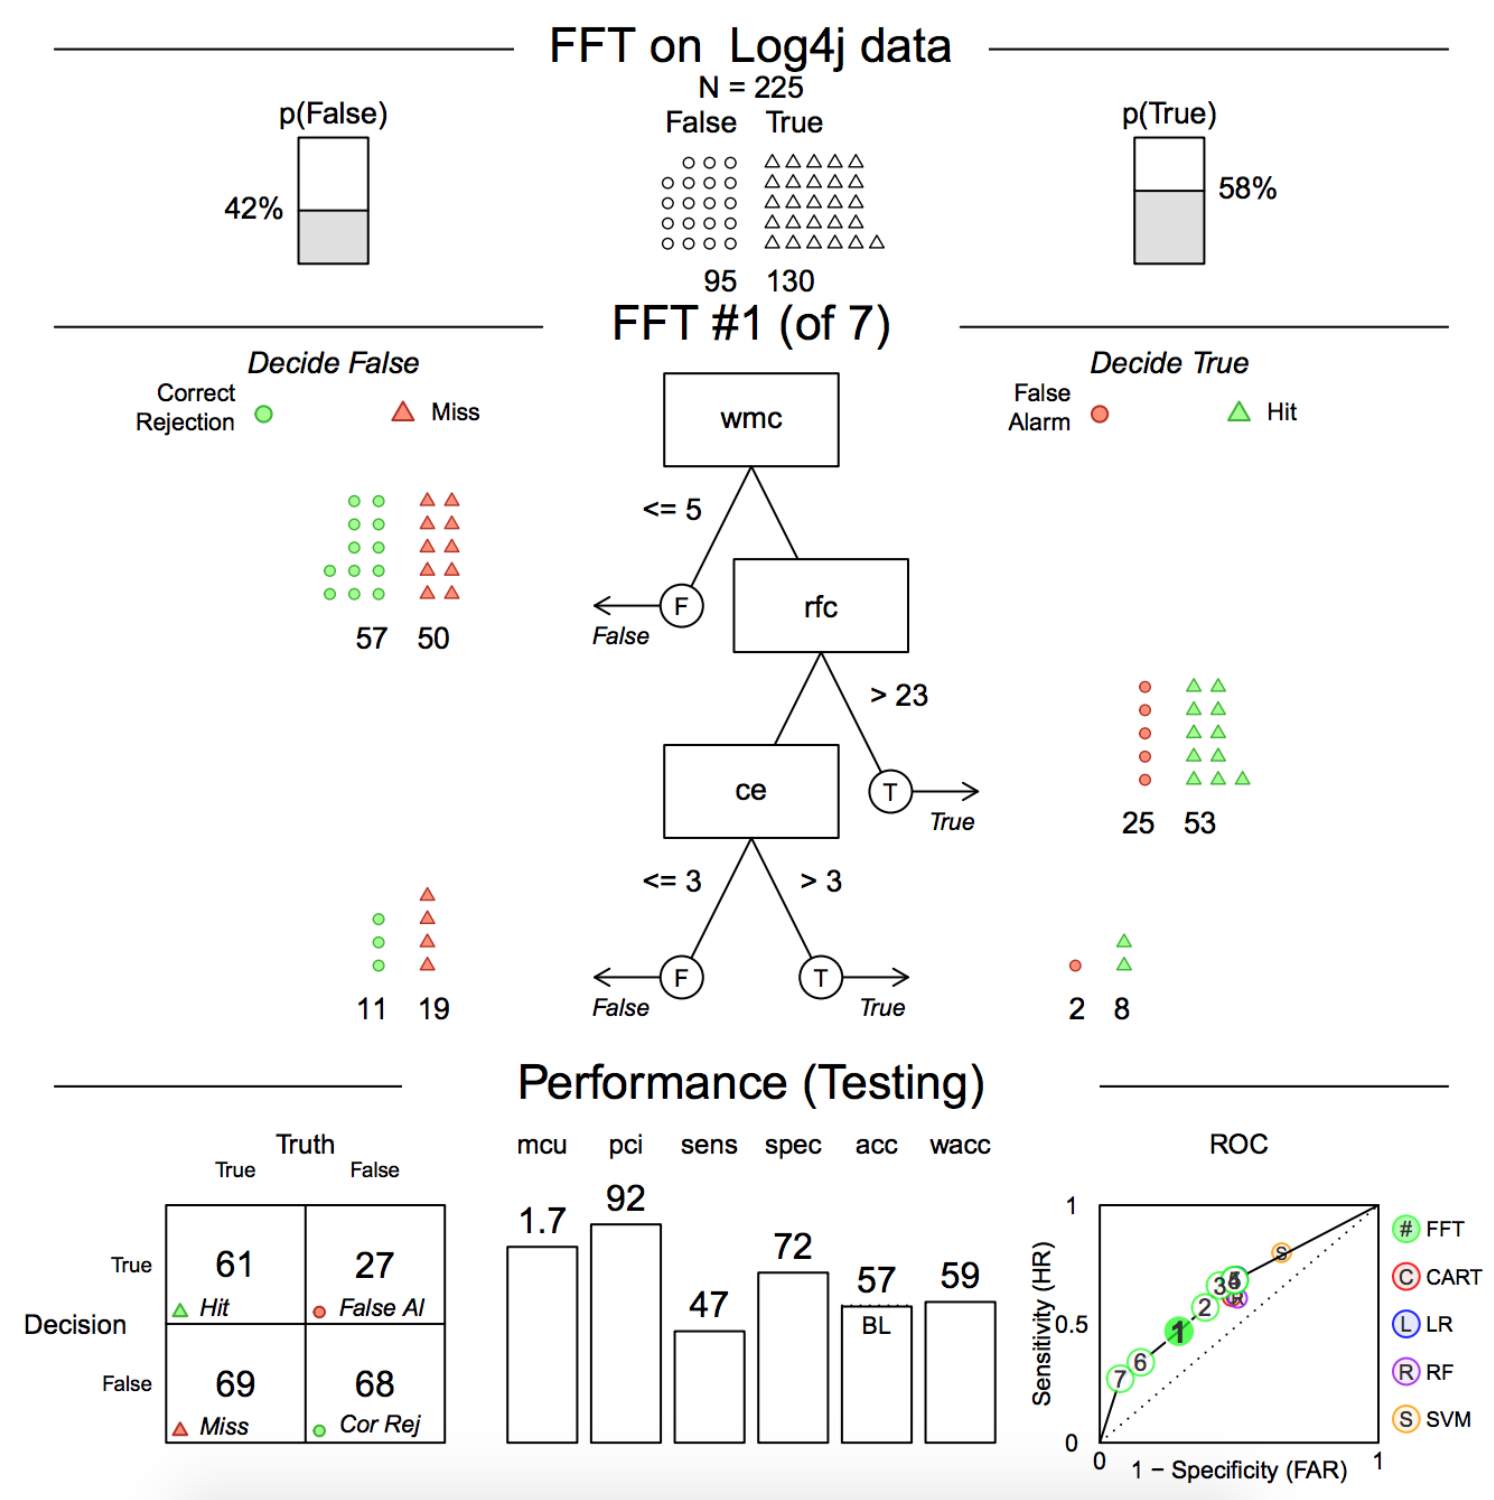 FFT on Log4j data
N = 225
False True
p(False)
42%
p(True)
58%
95 130
FFT #1 (of 7)
Decide False
Correct
Rejection
Miss
Decide True
False
Alarm
Hit
wmc
<= 5
F
False
57 50
rfc
> 23
T
True
25 53
ce
<= 3
> 3
F
False
T
True
11 19
2 8
Performance (Testing)
Truth
True False
Decision
True
61
Hit
27
False Al
False
69
Miss
68
Cor Rej
mcu pci sens spec acc wacc
1.7 92 47 72 57 59
BL
ROC
Sensitivity (HR)
1
0.5
0
0
1 − Specificity (FAR)
1
S
3
2
1
6
7
R
# FFT
C CART
L LR
R RF
S SVM